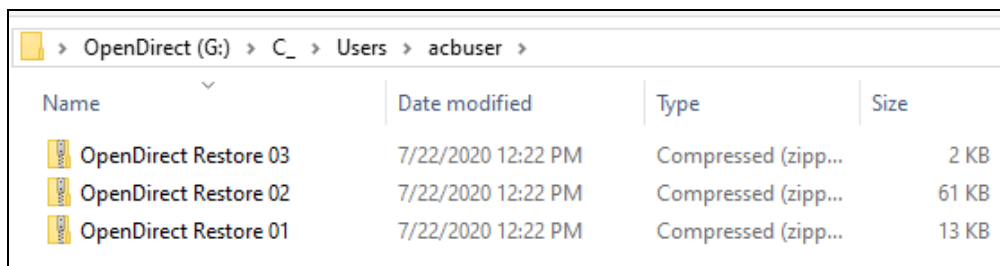 OpenDirect (G:) > C_ > Users > acbuser >
Name Date modified Type Size
OpenDirect Restore 03 7/22/2020 12:22 PM Compressed (zipp... 2 KB
OpenDirect Restore 02 7/22/2020 12:22 PM Compressed (zipp... 61 KB
OpenDirect Restore 01 7/22/2020 12:22 PM Compressed (zipp... 13 KB